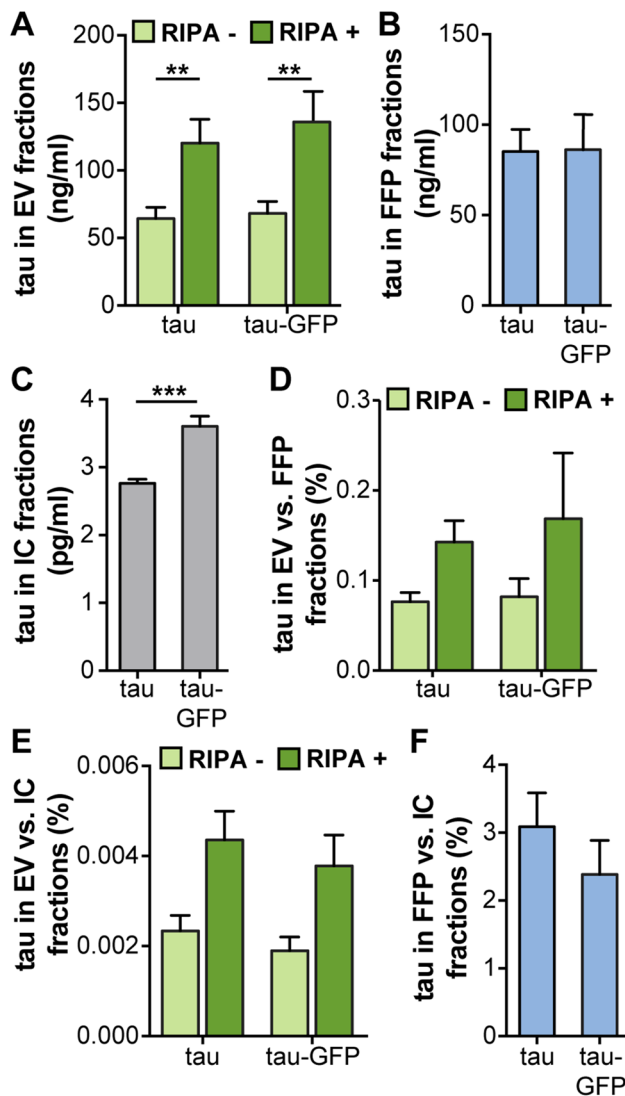 A
RIPA - RIPA +
tau in EV fractions
(ng/ml)
200
150
100
50
0
** **
tau tau-GFP
B
tau in FFP fractions
(ng/ml)
150
100
50
0
tau tau-
GFP
C
tau in IC fractions
(pg/ml)
4
3
2
1
0
***
tau tau-
GFP
D
RIPA - RIPA +
tau in EV vs. FFP
fractions (%)
0.3
0.2
0.1
0.0
tau tau-GFP
E
RIPA - RIPA +
tau in EV vs. IC
fractions (%)
0.006
0.004
0.002
0.000
tau tau-GFP
F
tau in FFP vs. IC
fractions (%)
4
3
2
1
0
tau tau-
GFP